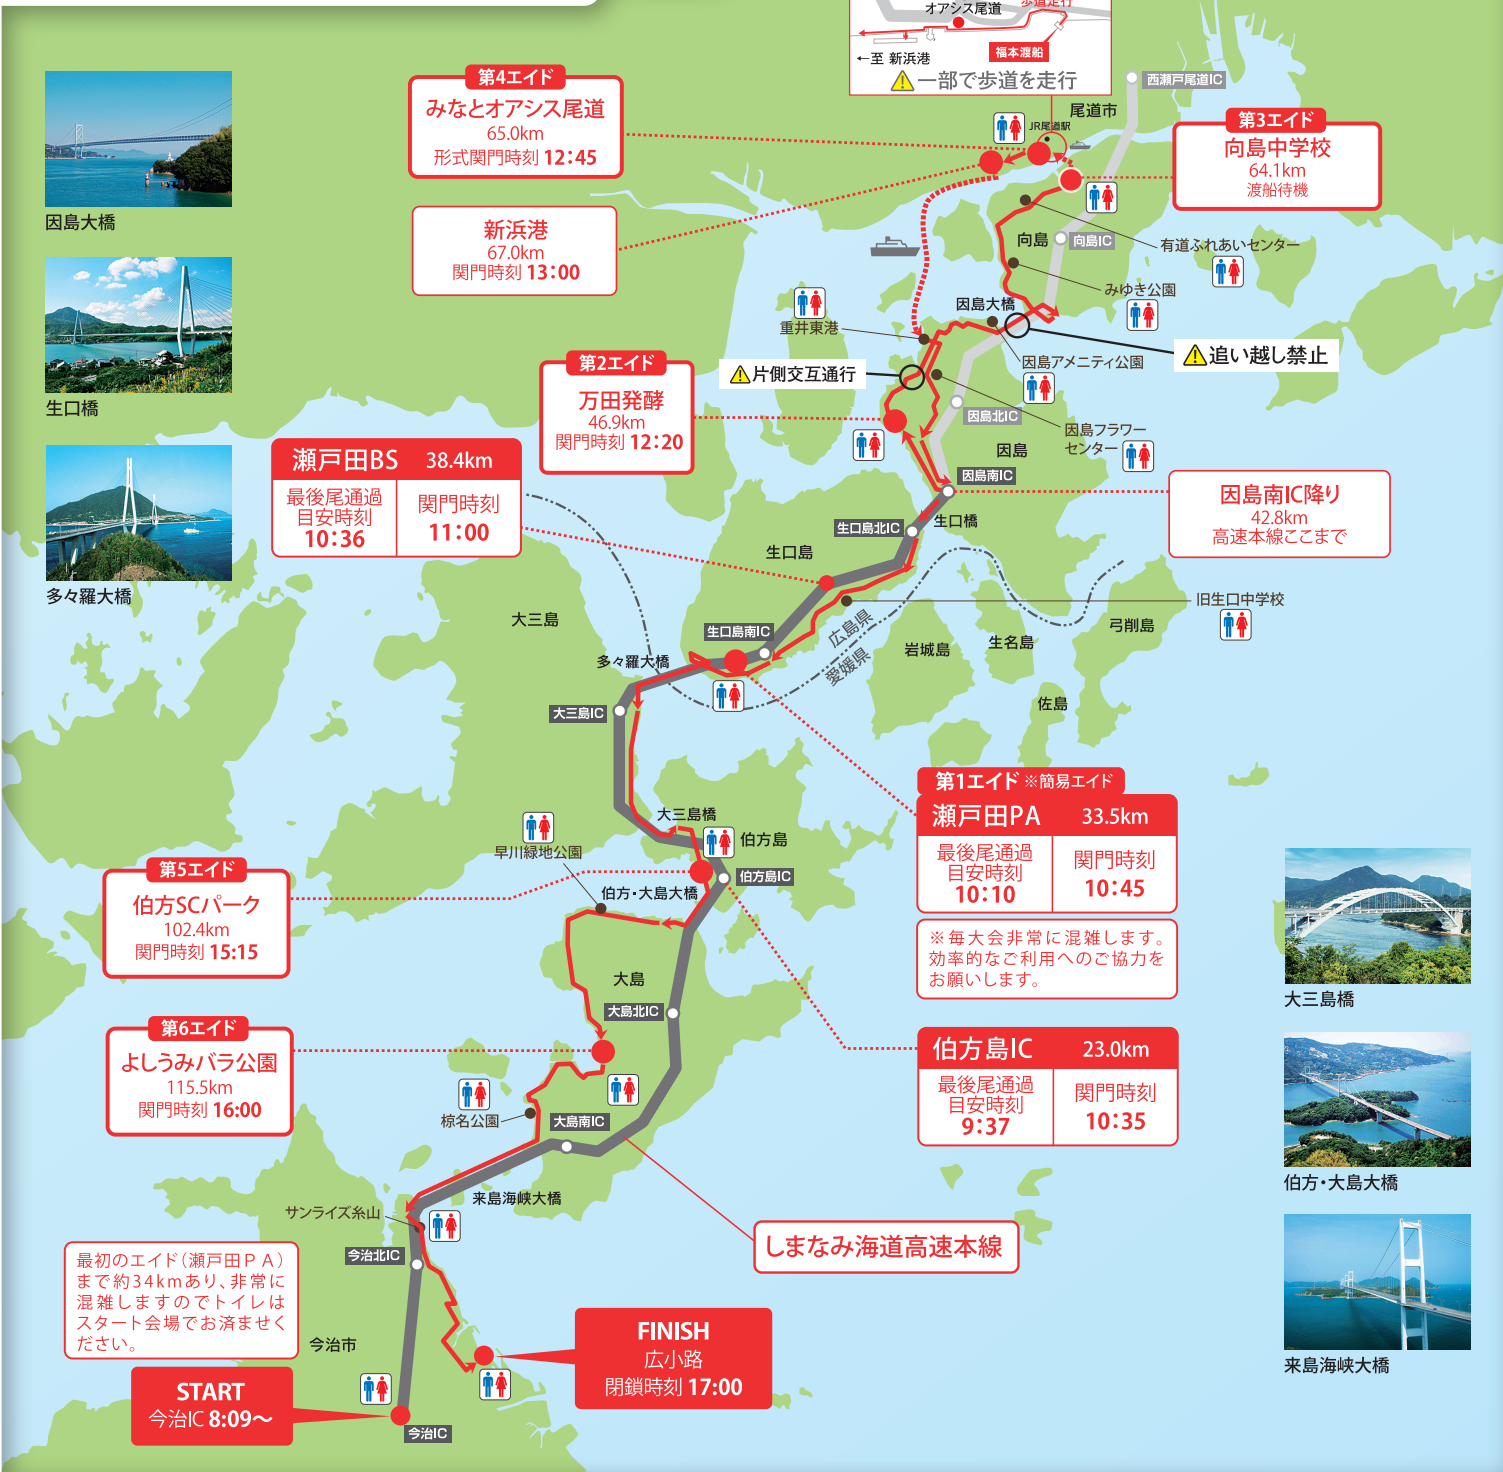 オアシス尾道
歩道走行
福本渡船
←至 新浜港
一部で歩道を走行
西瀬戸尾道IC
尾道市
JR尾道駅
第4エイド
みなとオアシス尾道
65.0km
形式関門時刻 12:45
第3エイド
向島中学校
64.1km
渡船待機
新浜港
67.0km
関門時刻 13:00
因島大橋
生口橋
多々羅大橋
向島
向島IC
有道ふれあいセンター
みゆき公園
因島大橋
重井東港
追い越し禁止
片側交互通行
因島アメニティ公園
因島北IC
因島フラワー
センター
因島
因島南IC
第2エイド
万田発酵
46.9km
関門時刻 12:20
瀬戸田BS 38.4km
最後尾通過
目安時刻
10:36
関門時刻
11:00
因島南IC降り
42.8km
高速本線ここまで
生口島北IC
生口橋
生口島
旧生口中学校
大三島
生口島南IC
広島県
愛媛県
岩城島
生名島
弓削島
佐島
多々羅大橋
大三島IC
第1エイド ※簡易エイド
瀬戸田PA 33.5km
最後尾通過
目安時刻
10:10
関門時刻
10:45
※毎大会非常に混雑します。
効率的なご利用へのご協力を
お願いします。
大三島橋
伯方島
早川緑地公園
伯方島IC
伯方・大島大橋
第5エイド
伯方SCパーク
102.4km
関門時刻 15:15
大島
大島北IC
第6エイド
よしうみバラ公園
115.5km
関門時刻 16:00
伯方島IC 23.0km
最後尾通過
目安時刻
9:37
関門時刻
10:35
椋名公園
大島南IC
来島海峡大橋
サンライズ糸山
しまなみ海道高速本線
今治北IC
最初のエイド（瀬戸田PA）
まで約34kmあり、非常に
混雑しますのでトイレは
スタート会場でお済ませく
ださい。
今治市
START
今治IC 8:09～
今治IC
FINISH
広小路
閉鎖時刻 17:00
大三島橋
伯方・大島大橋
来島海峡大橋